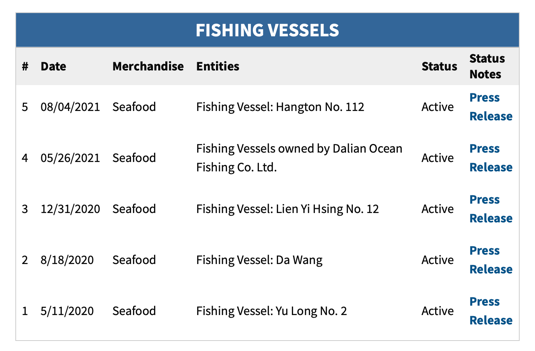 FISHING VESSELS
# Date Merchandise Entities Status Status Notes
5 08/04/2021 Seafood Fishing Vessel: Hangton No. 112 Active Press Release
4 05/26/2021 Seafood Fishing Vessels owned by Dalian Ocean Fishing Co. Ltd. Active Press Release
3 12/31/2020 Seafood Fishing Vessel: Lien Yi Hsing No. 12 Active Press Release
2 8/18/2020 Seafood Fishing Vessel: Da Wang Active Press Release
1 5/11/2020 Seafood Fishing Vessel: Yu Long No. 2 Active Press Release